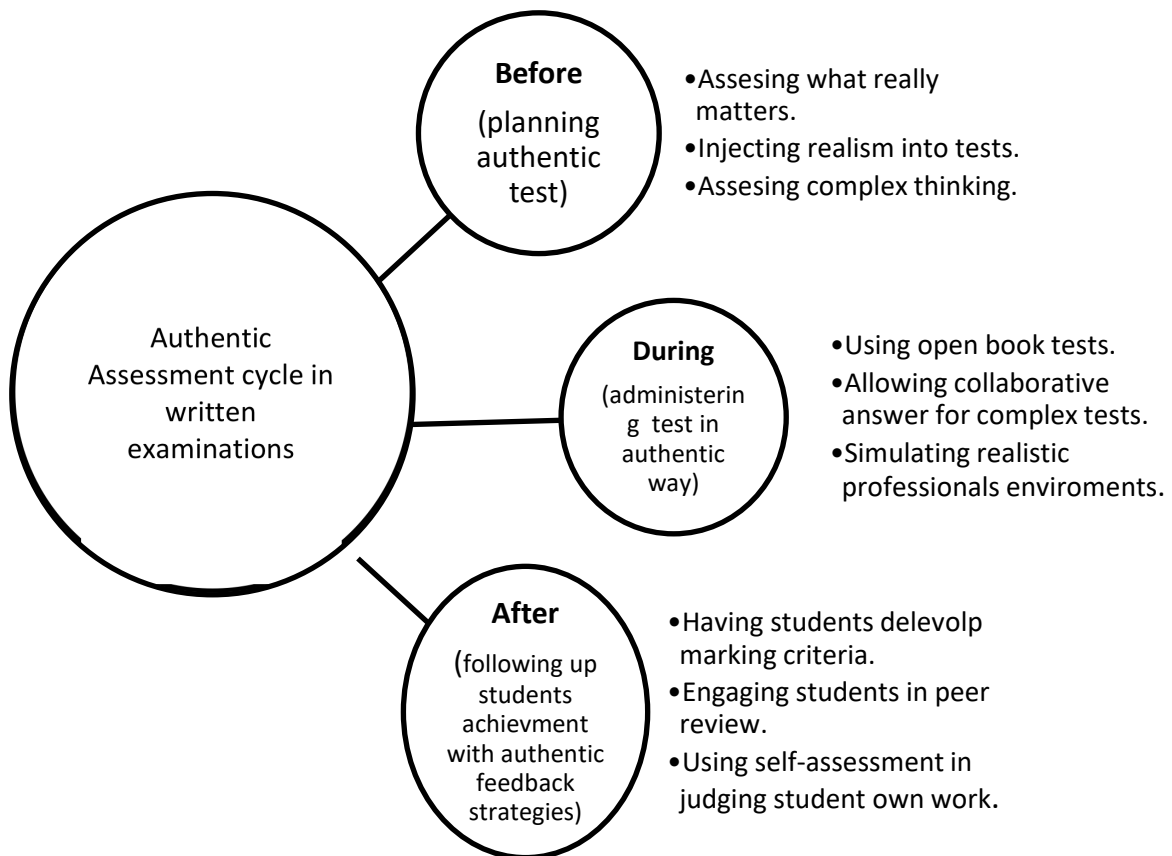 Authentic
Assessment cycle in
written
examinations
Before
(planning
authentic
test)
•Assesing what really
matters.
•Injecting realism into tests.
•Assesing complex thinking.
During
(administerin
g test in
authentic
way)
•Using open book tests.
•Allowing collaborative
answer for complex tests.
•Simulating realistic
professionals enviroments.
After
(following up
students
achievment
with authentic
feedback
strategies)
•Having students delevolp
marking criteria.
•Engaging students in peer
review.
•Using self-assessment in
judging student own work.